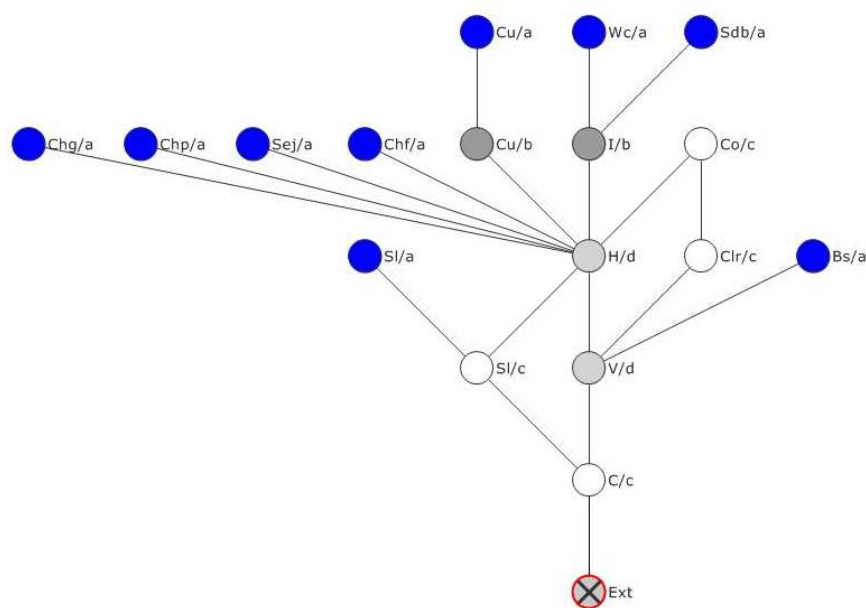 Cu/a Wc/a Sdb/a
Chg/a Chp/a Sej/a Chf/a Cu/b I/b Co/c
Sl/a H/d Clr/c Bs/a
Sl/c V/d
C/c
Ext